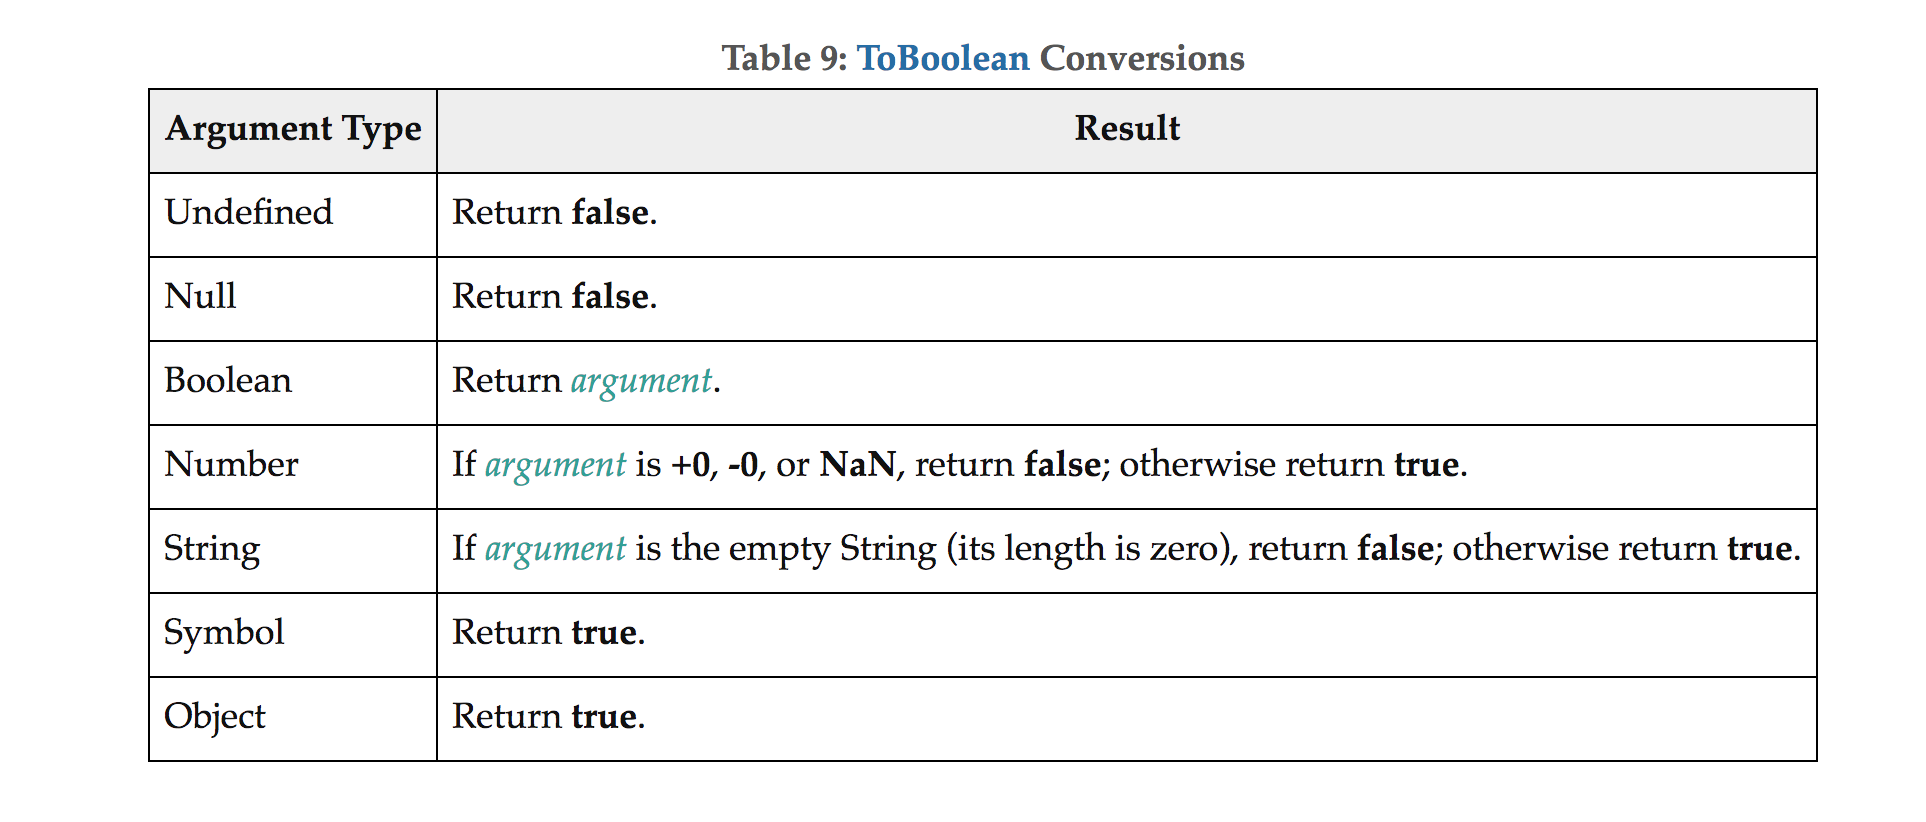 Table 9: ToBoolean Conversions
Argument Type Result
Undefined Return false.
Null Return false.
Boolean Return argument.
Number If argument is +0, -0, or NaN, return false; otherwise return true.
String If argument is the empty String (its length is zero), return false; otherwise return true.
Symbol Return true.
Object Return true.